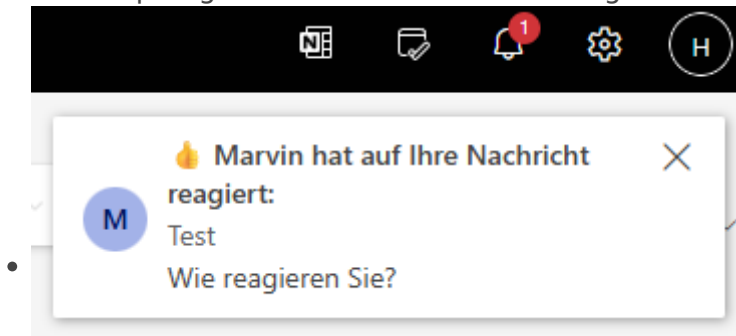 N
1
H
👍 Marvin hat auf Ihre Nachricht
reagiert:
M
Test
Wie reagieren Sie?